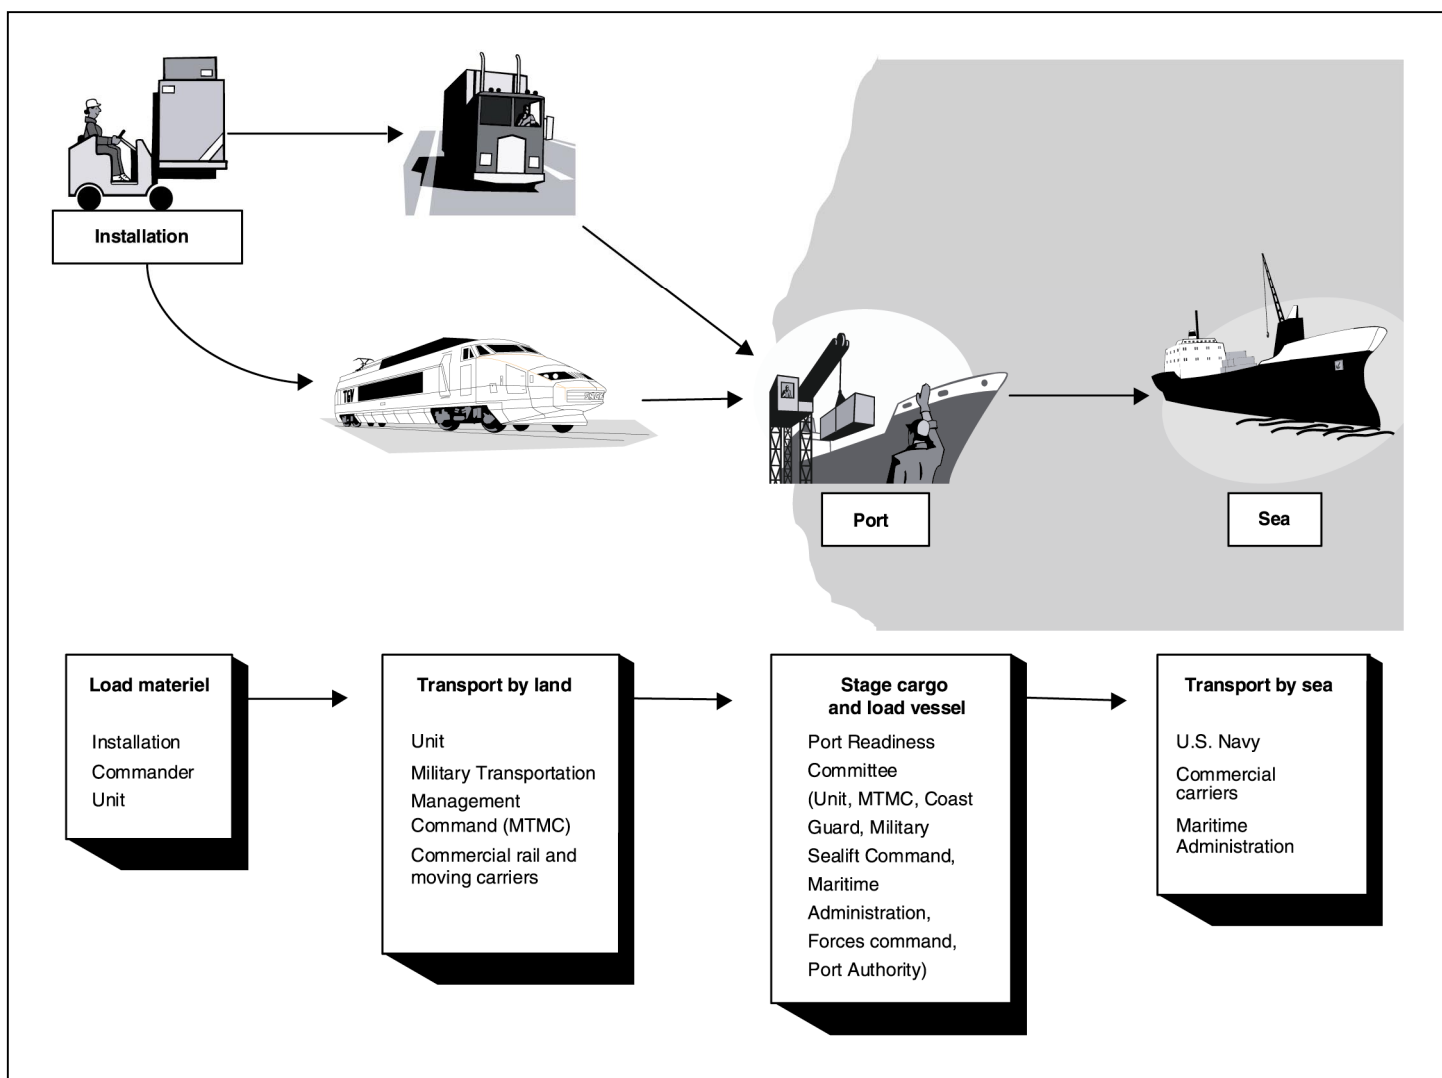 Installation
TGV
Port
Sea
Load materiel
Installation
Commander
Unit
Transport by land
Unit
Military Transportation
Management
Command (MTMC)
Commercial rail and
moving carriers
Stage cargo
and load vessel
Port Readiness
Committee
(Unit, MTMC, Coast
Guard, Military
Sealift Command,
Maritime
Administration,
Forces command,
Port Authority)
Transport by sea
U.S. Navy
Commercial
carriers
Maritime
Administration